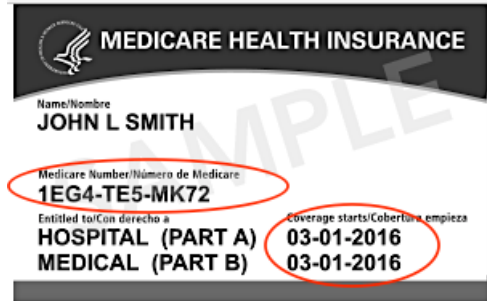 MEDICARE HEALTH INSURANCE
Name/Nombre
JOHN L SMITH
Medicare Number/Número de Medicare
1EG4-TE5-MK72
Entitled to/Con derecho a Coverage starts/Cobertura empieza
HOSPITAL (PART A) 03-01-2016
MEDICAL (PART B) 03-01-2016
SAMPLE